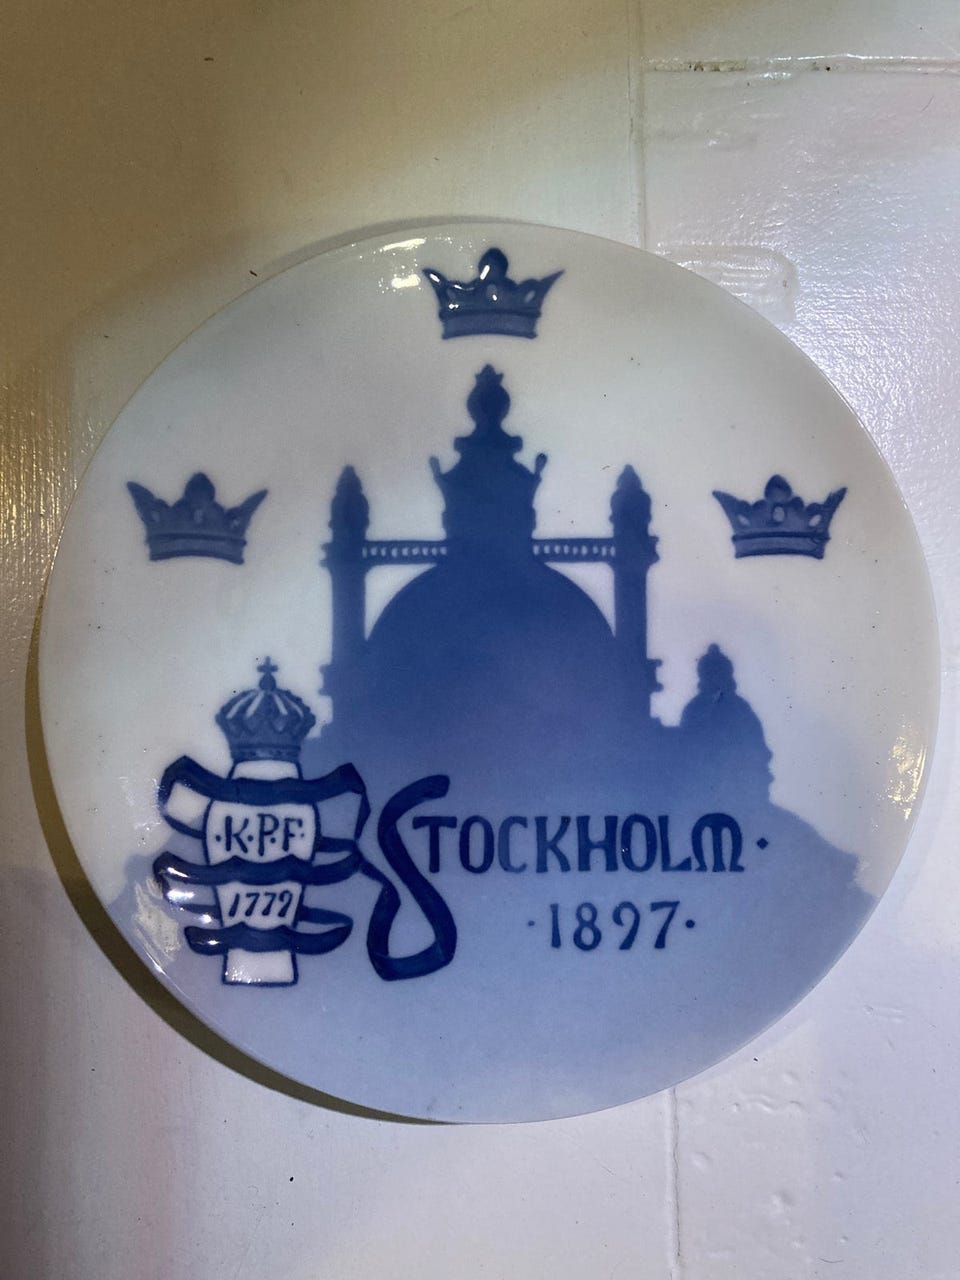 ·K·P·F·
1779
STOCKHOLM·
·1897·